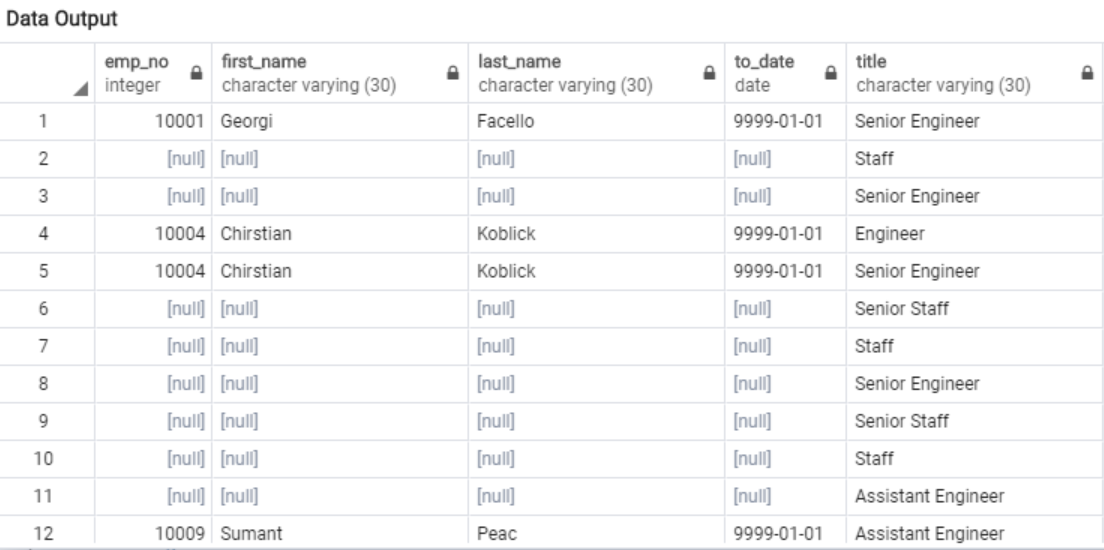 Data Output
emp_no first_name last_name to_date title
integer character varying (30) character varying (30) date character varying (30)
1 10001 Georgi Facello 9999-01-01 Senior Engineer
2 [null] [null] [null] [null] Staff
3 [null] [null] [null] [null] Senior Engineer
4 10004 Chirstian Koblick 9999-01-01 Engineer
5 10004 Chirstian Koblick 9999-01-01 Senior Engineer
6 [null] [null] [null] [null] Senior Staff
7 [null] [null] [null] [null] Staff
8 [null] [null] [null] [null] Senior Engineer
9 [null] [null] [null] [null] Senior Staff
10 [null] [null] [null] [null] Staff
11 [null] [null] [null] [null] Assistant Engineer
12 10009 Sumant Peac 9999-01-01 Assistant Engineer